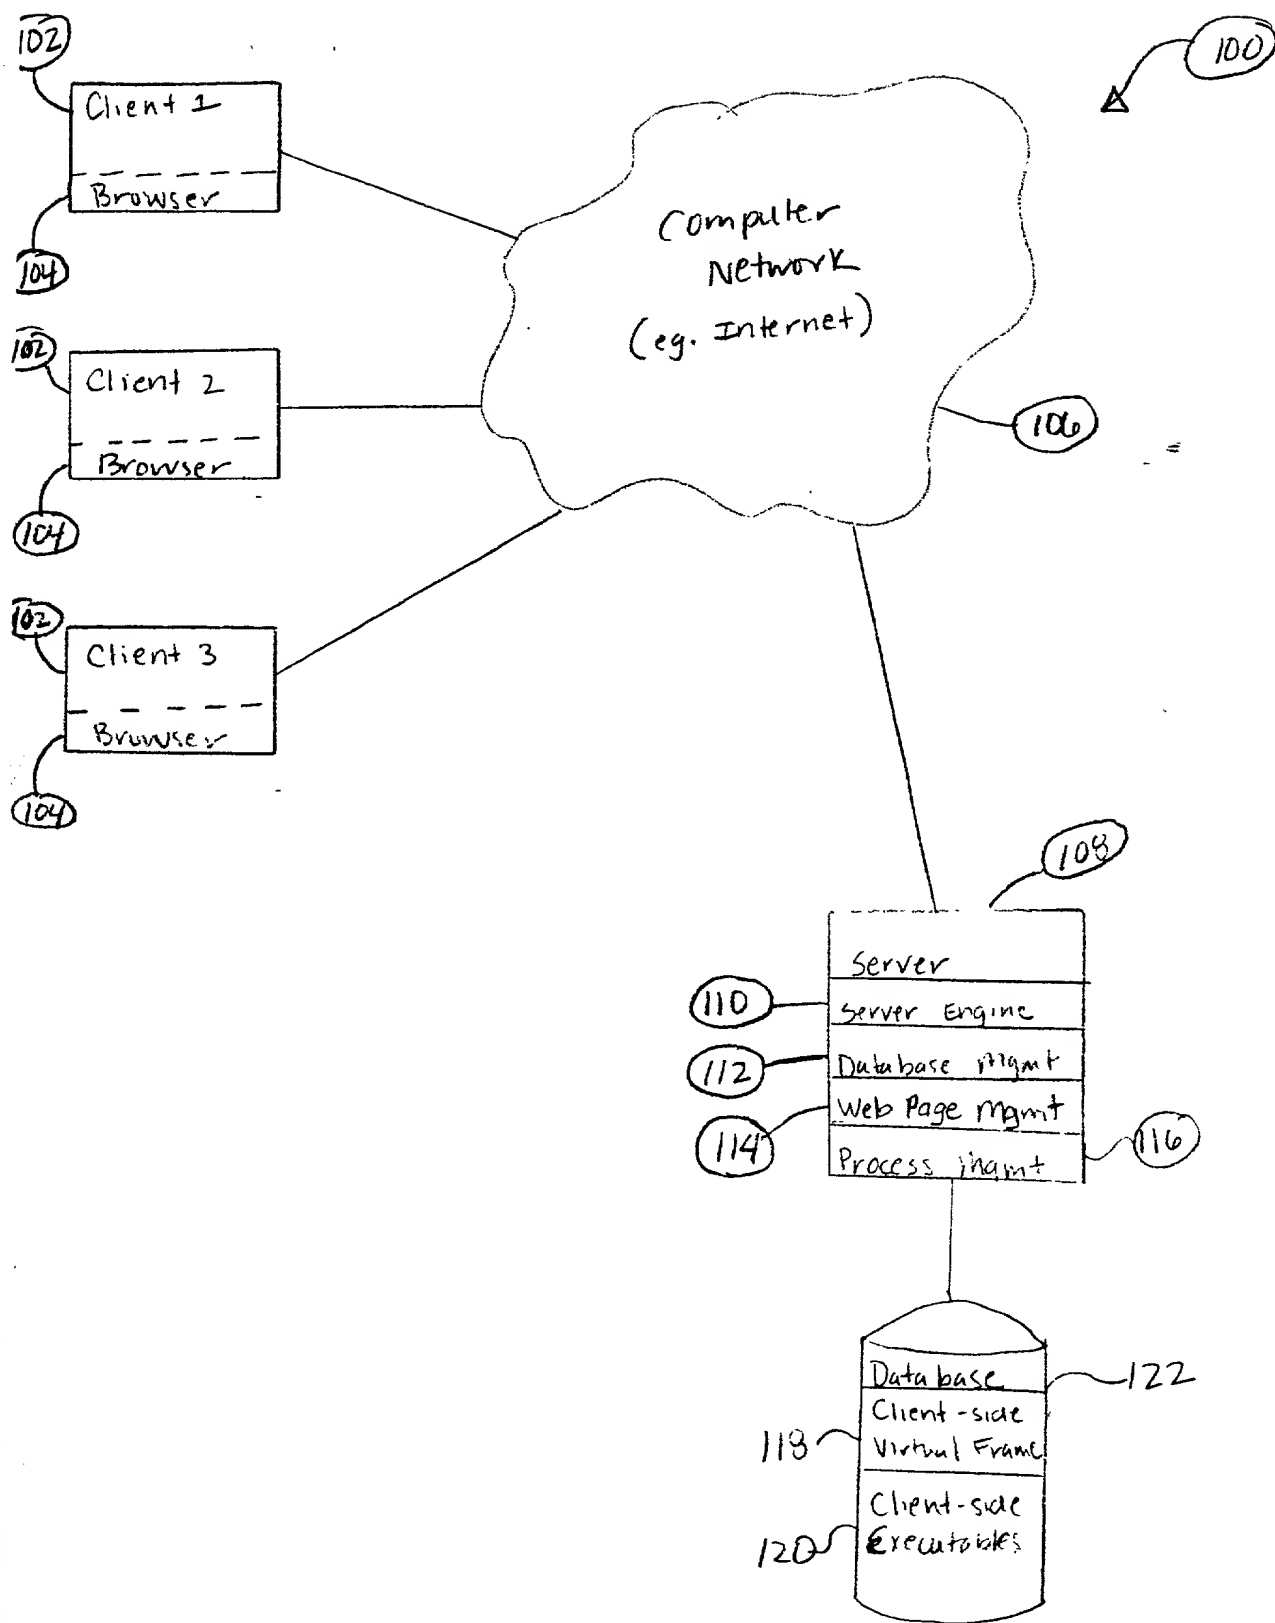 102
100
Client 1
Browser
104
Computer
Network
(eg. Internet)
102
Client 2
Browser
104
106
102
Client 3
Browser
104
108
Server
110
Server Engine
112
Database Mgmt
Web Page Mgmt
114
116
Process Mgmt
Database
122
Client-side
Virtual Frame
118
Client-side
Executables
120